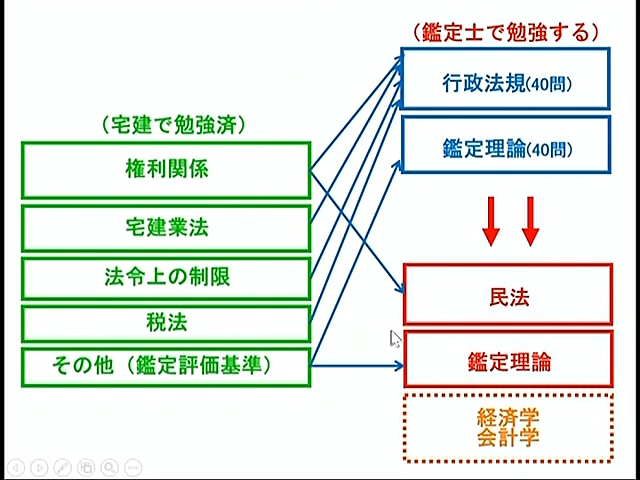 （宅建で勉強済）
権利関係
宅建業法
法令上の制限
税法
その他（鑑定評価基準）
（鑑定士で勉強する）
行政法規(40問)
鑑定理論(40問)
民法
鑑定理論
経済学
会計学